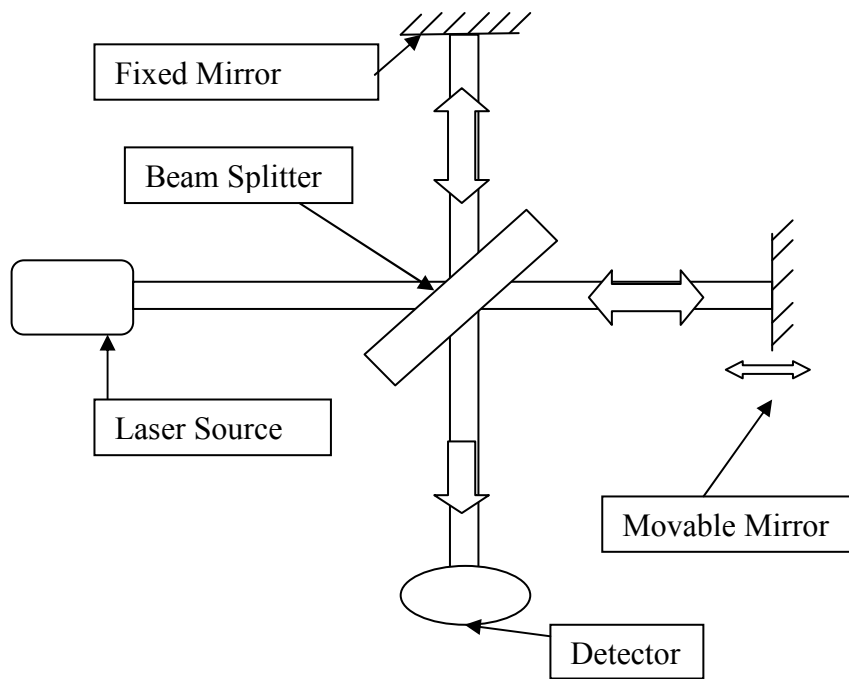 Fixed Mirror
Beam Splitter
Laser Source
Movable Mirror
Detector